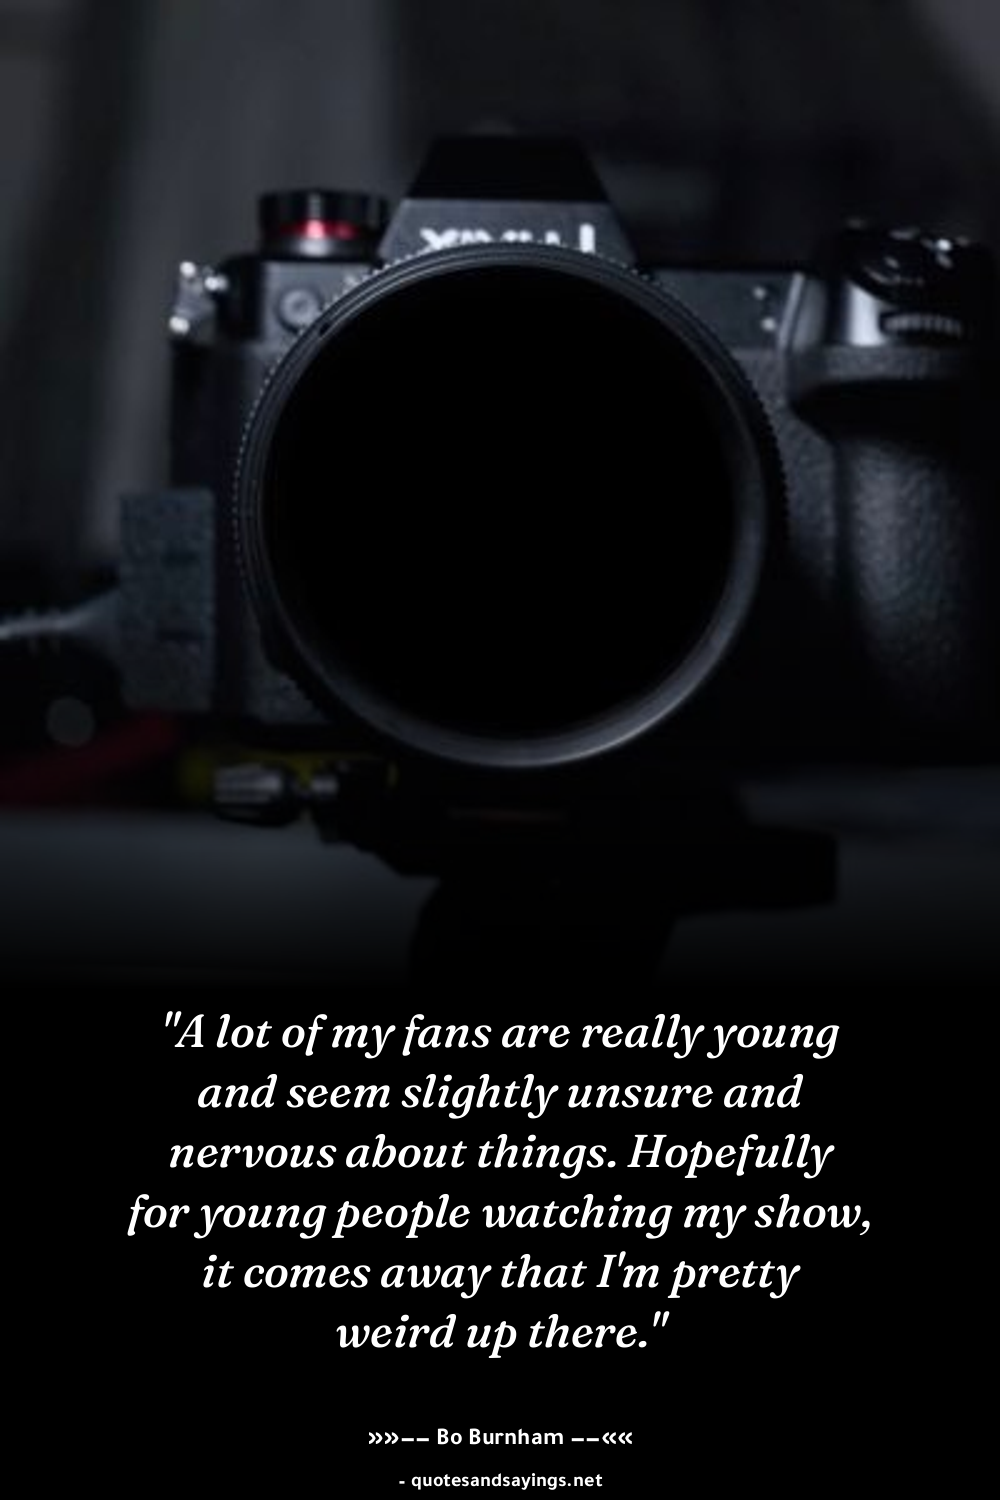 "A lot of my fans are really young
and seem slightly unsure and
nervous about things. Hopefully
for young people watching my show,
it comes away that I'm pretty
weird up there."
»»–– Bo Burnham ––««
- quotesandsayings.net